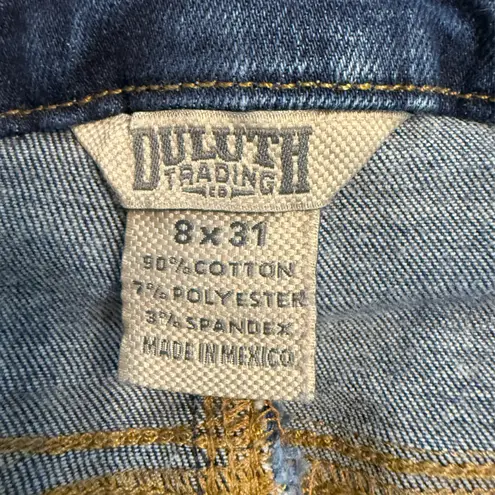 DULUTH
TRADING
CO
8 x 31
90% COTTON
7% POLYESTER
3% SPANDEX
MADE IN MEXICO